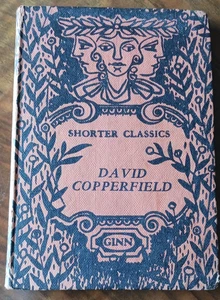 SHORTER CLASSICS
DAVID
COPPERFIELD
GINN